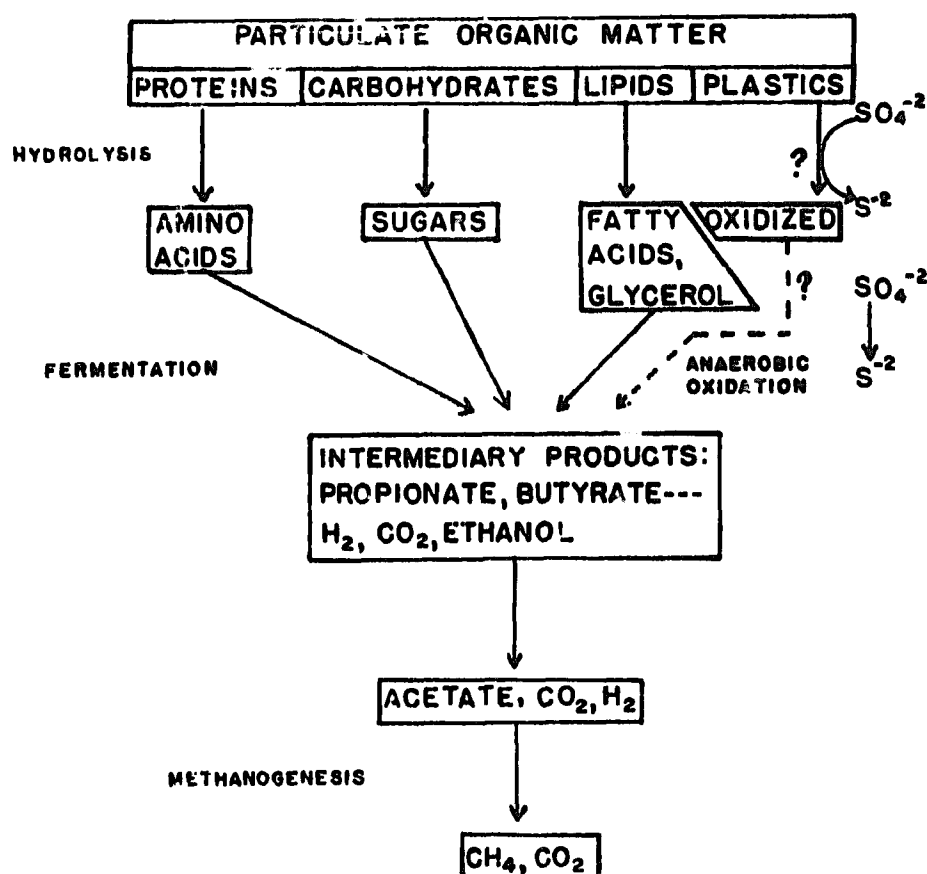 PARTICULATE ORGANIC MATTER
PROTEINS CARBOHYDRATES LIPIDS PLASTICS
SO₄⁻²
HYDROLYSIS
?
S⁻²
AMINO
ACIDS
SUGARS
FATTY
ACIDS,
GLYCEROL
OXIDIZED
?
SO₄⁻²
S⁻²
FERMENTATION
ANAEROBIC
OXIDATION
INTERMEDIARY PRODUCTS:
PROPIONATE, BUTYRATE---
H₂, CO₂, ETHANOL
ACETATE, CO₂, H₂
METHANOGENESIS
CH₄, CO₂